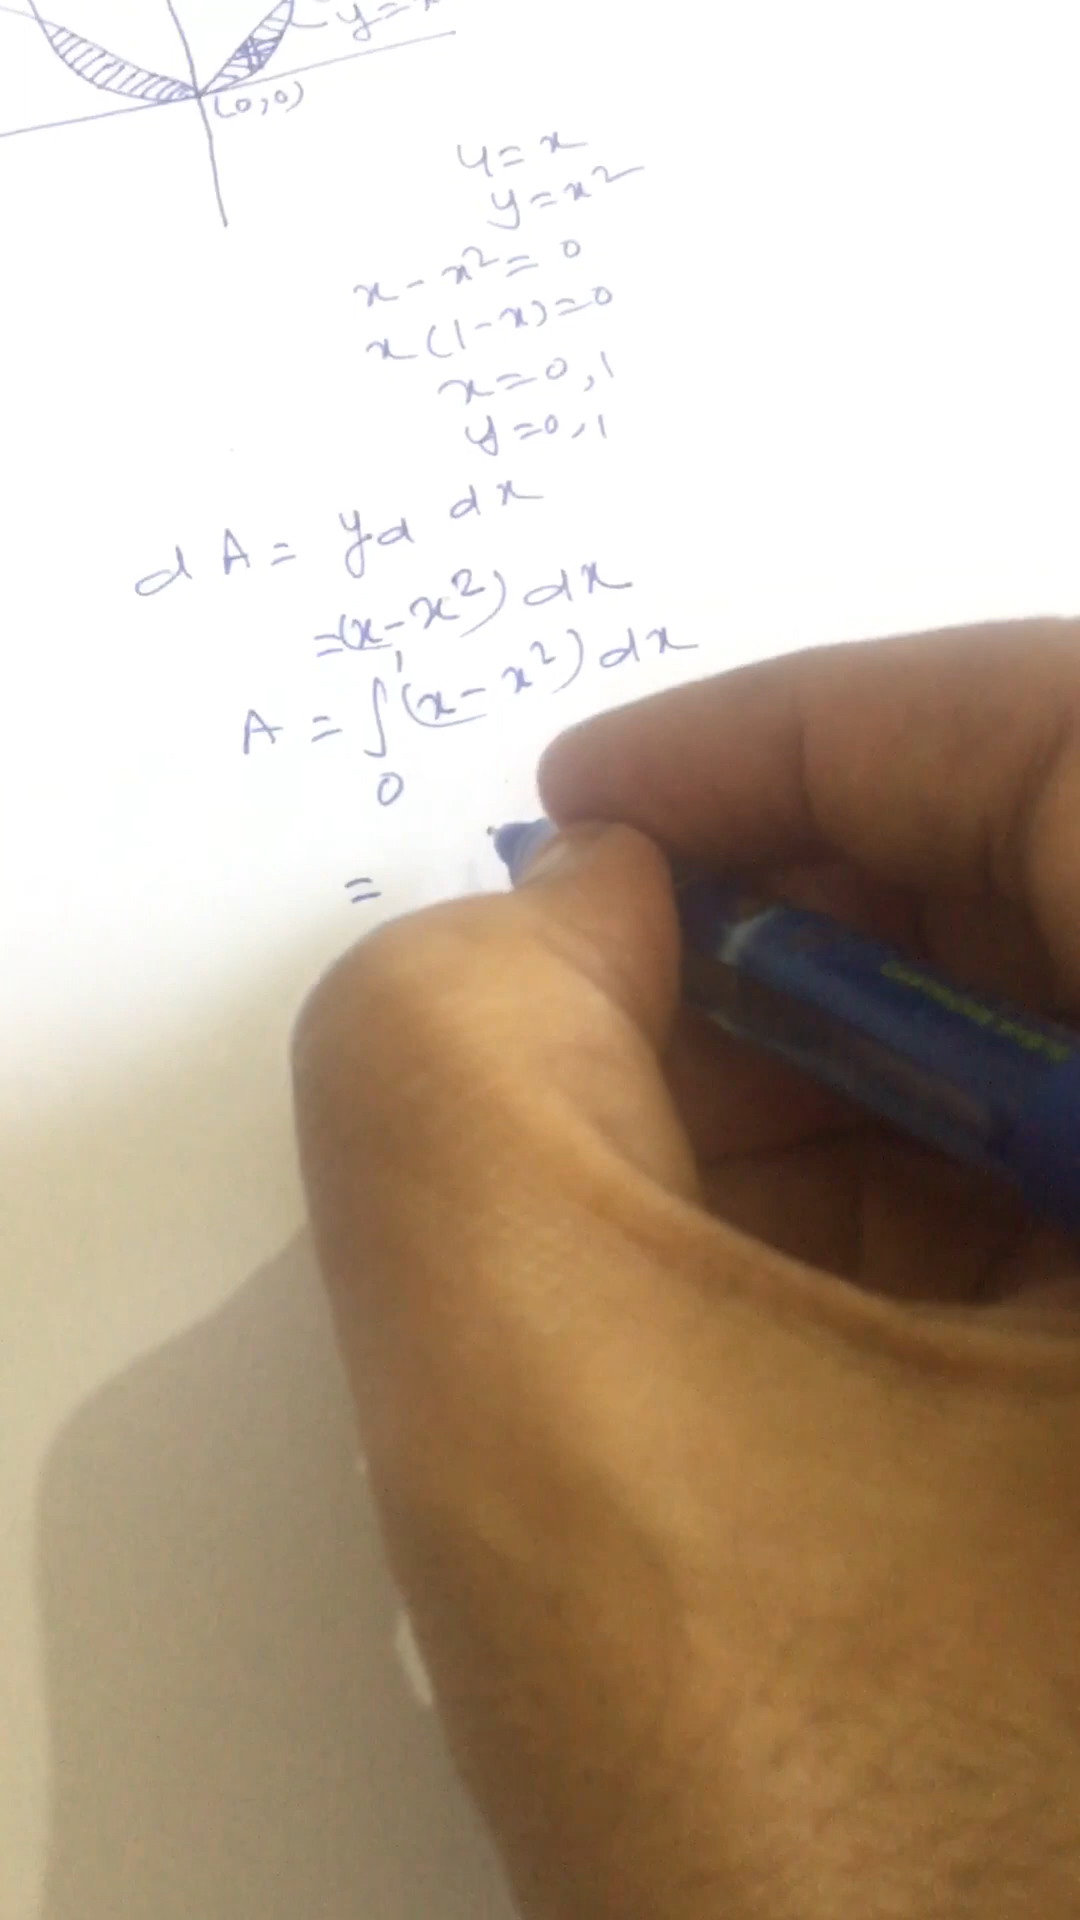 y=x
(0,0)
y=x
y=x²
x-x²=0
x(1-x)=0
x=0,1
y=0,1
dA= yd dx
=(x-x²)dx
A = ∫₀¹(x-x²)dx
=